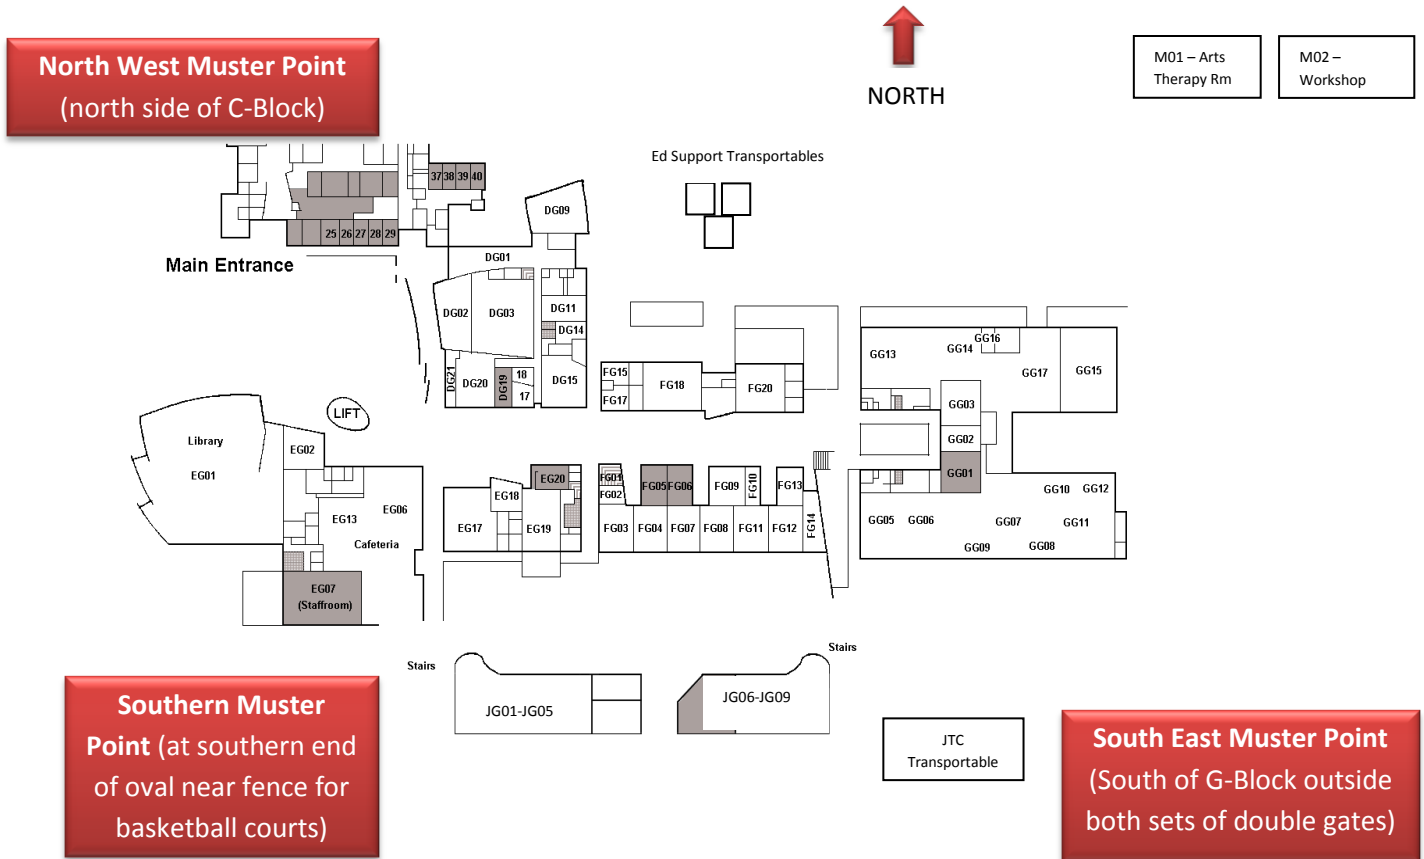 North West Muster Point
(north side of C-Block)
NORTH
M01 – Arts
Therapy Rm
M02 –
Workshop
Ed Support Transportables
37 38 39 40
25 26 27 28 29
Main Entrance
DG09
DG01
DG02
DG03
DG11
DG14
DG21
DG20
DG19
18
17
DG15
FG15
FG17
FG18
FG20
GG13
GG14
GG16
GG17
GG15
GG03
GG02
GG01
LIFT
Library
EG01
EG02
EG13
EG06
Cafeteria
EG07
(Staffroom)
EG17
EG18
EG19
EG20
FG01
FG02
FG03
FG04
FG05
FG06
FG07
FG08
FG09
FG10
FG11
FG12
FG13
FG14
GG05
GG06
GG07
GG09
GG08
GG10
GG12
GG11
Stairs
JG01-JG05
Stairs
JG06-JG09
JTC
Transportable
Southern Muster
Point (at southern end
of oval near fence for
basketball courts)
South East Muster Point
(South of G-Block outside
both sets of double gates)